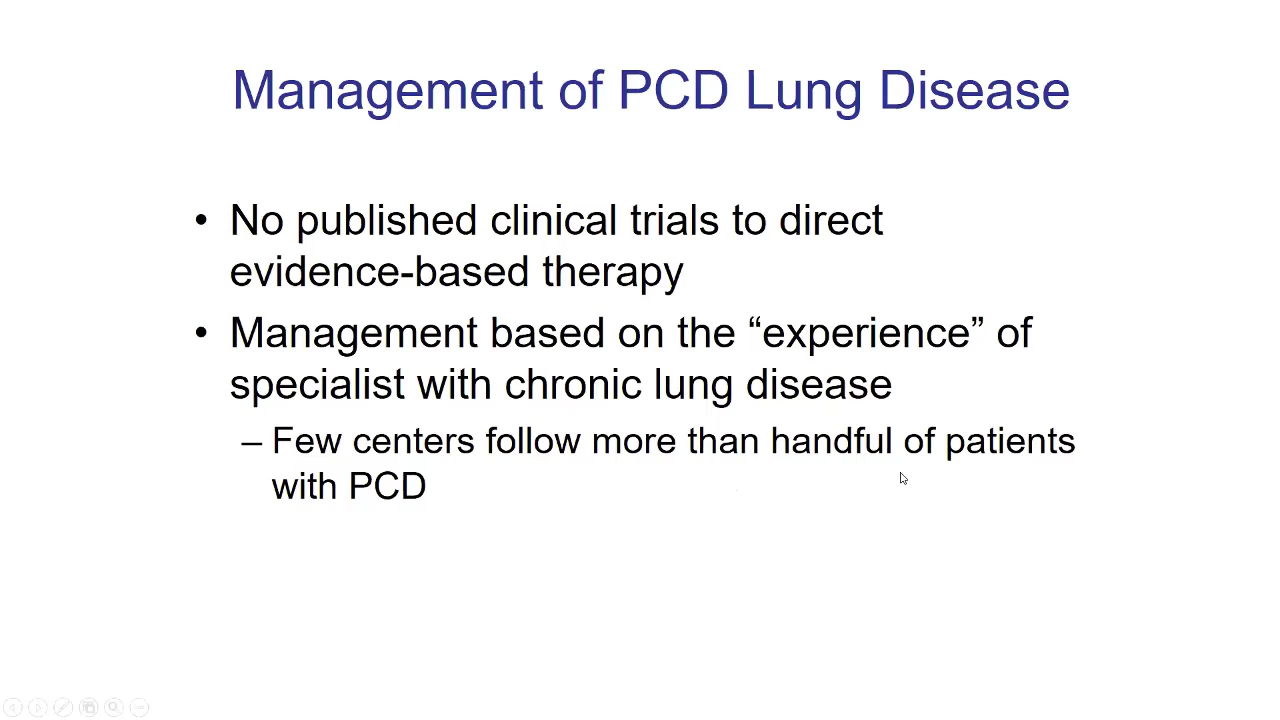 Management of PCD Lung Disease
• No published clinical trials to direct
evidence-based therapy
• Management based on the “experience” of
specialist with chronic lung disease
– Few centers follow more than handful of patients
with PCD